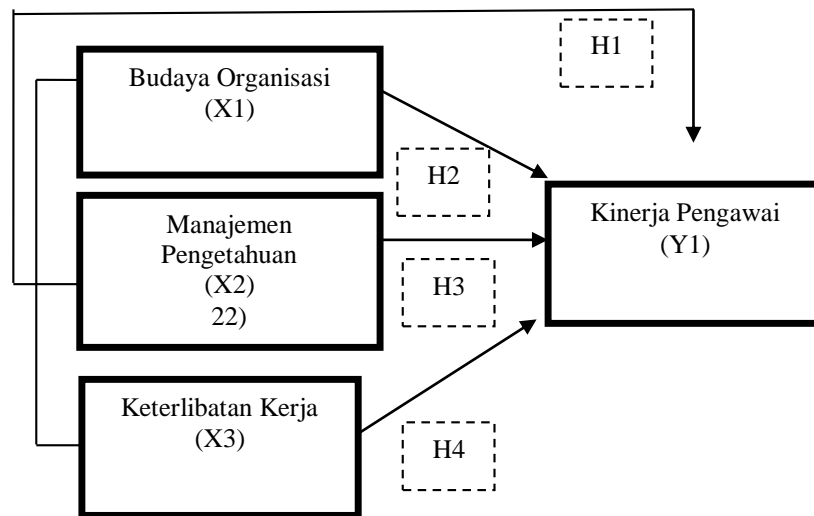 H1
Budaya Organisasi
(X1)
H2
Manajemen
Pengetahuan
(X2)
22)
Kinerja Pengawai
(Y1)
H3
Keterlibatan Kerja
(X3)
H4